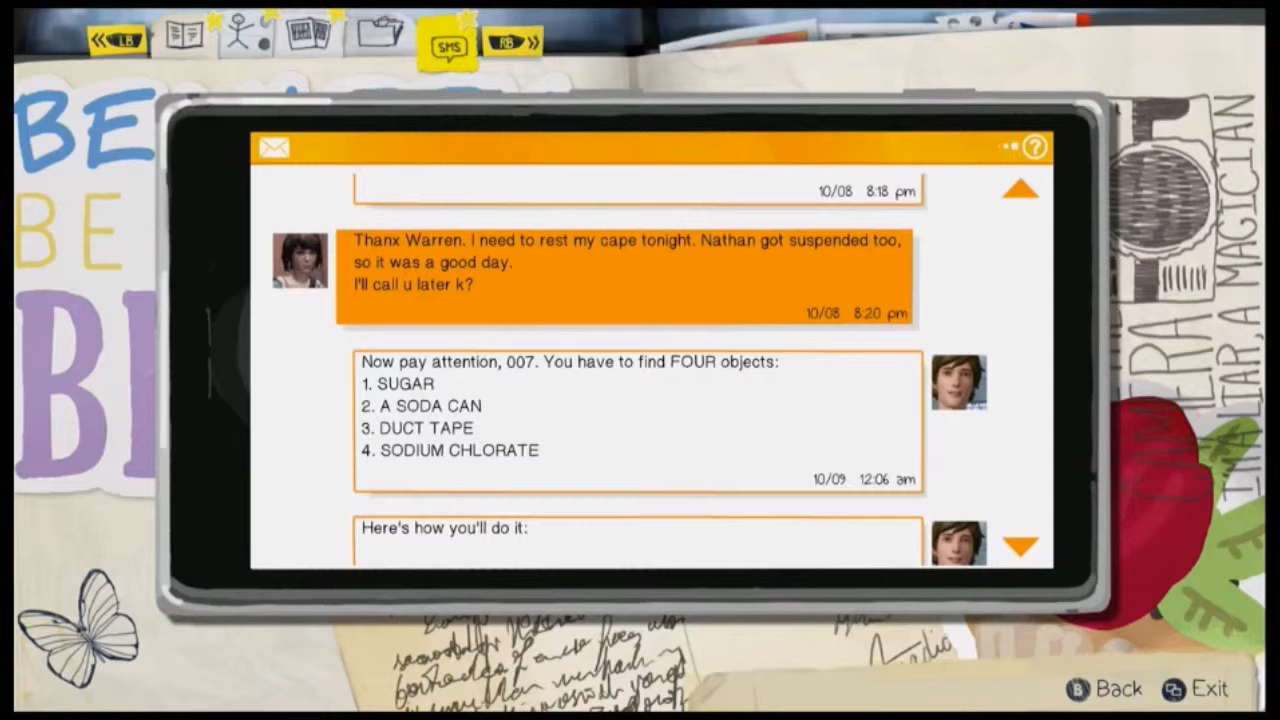 LB
SMS
RB
BE
BE
10/08 8:18 pm
Thanx Warren. I need to rest my cape tonight. Nathan got suspended too,
so it was a good day.
I'll call u later k?
10/08 8:20 pm
Now pay attention, 007. You have to find FOUR objects:
1. SUGAR
2. A SODA CAN
3. DUCT TAPE
4. SODIUM CHLORATE
10/09 12:06 am
Here's how you'll do it:
LIAR, A MAGICIAN
B Back
Exit